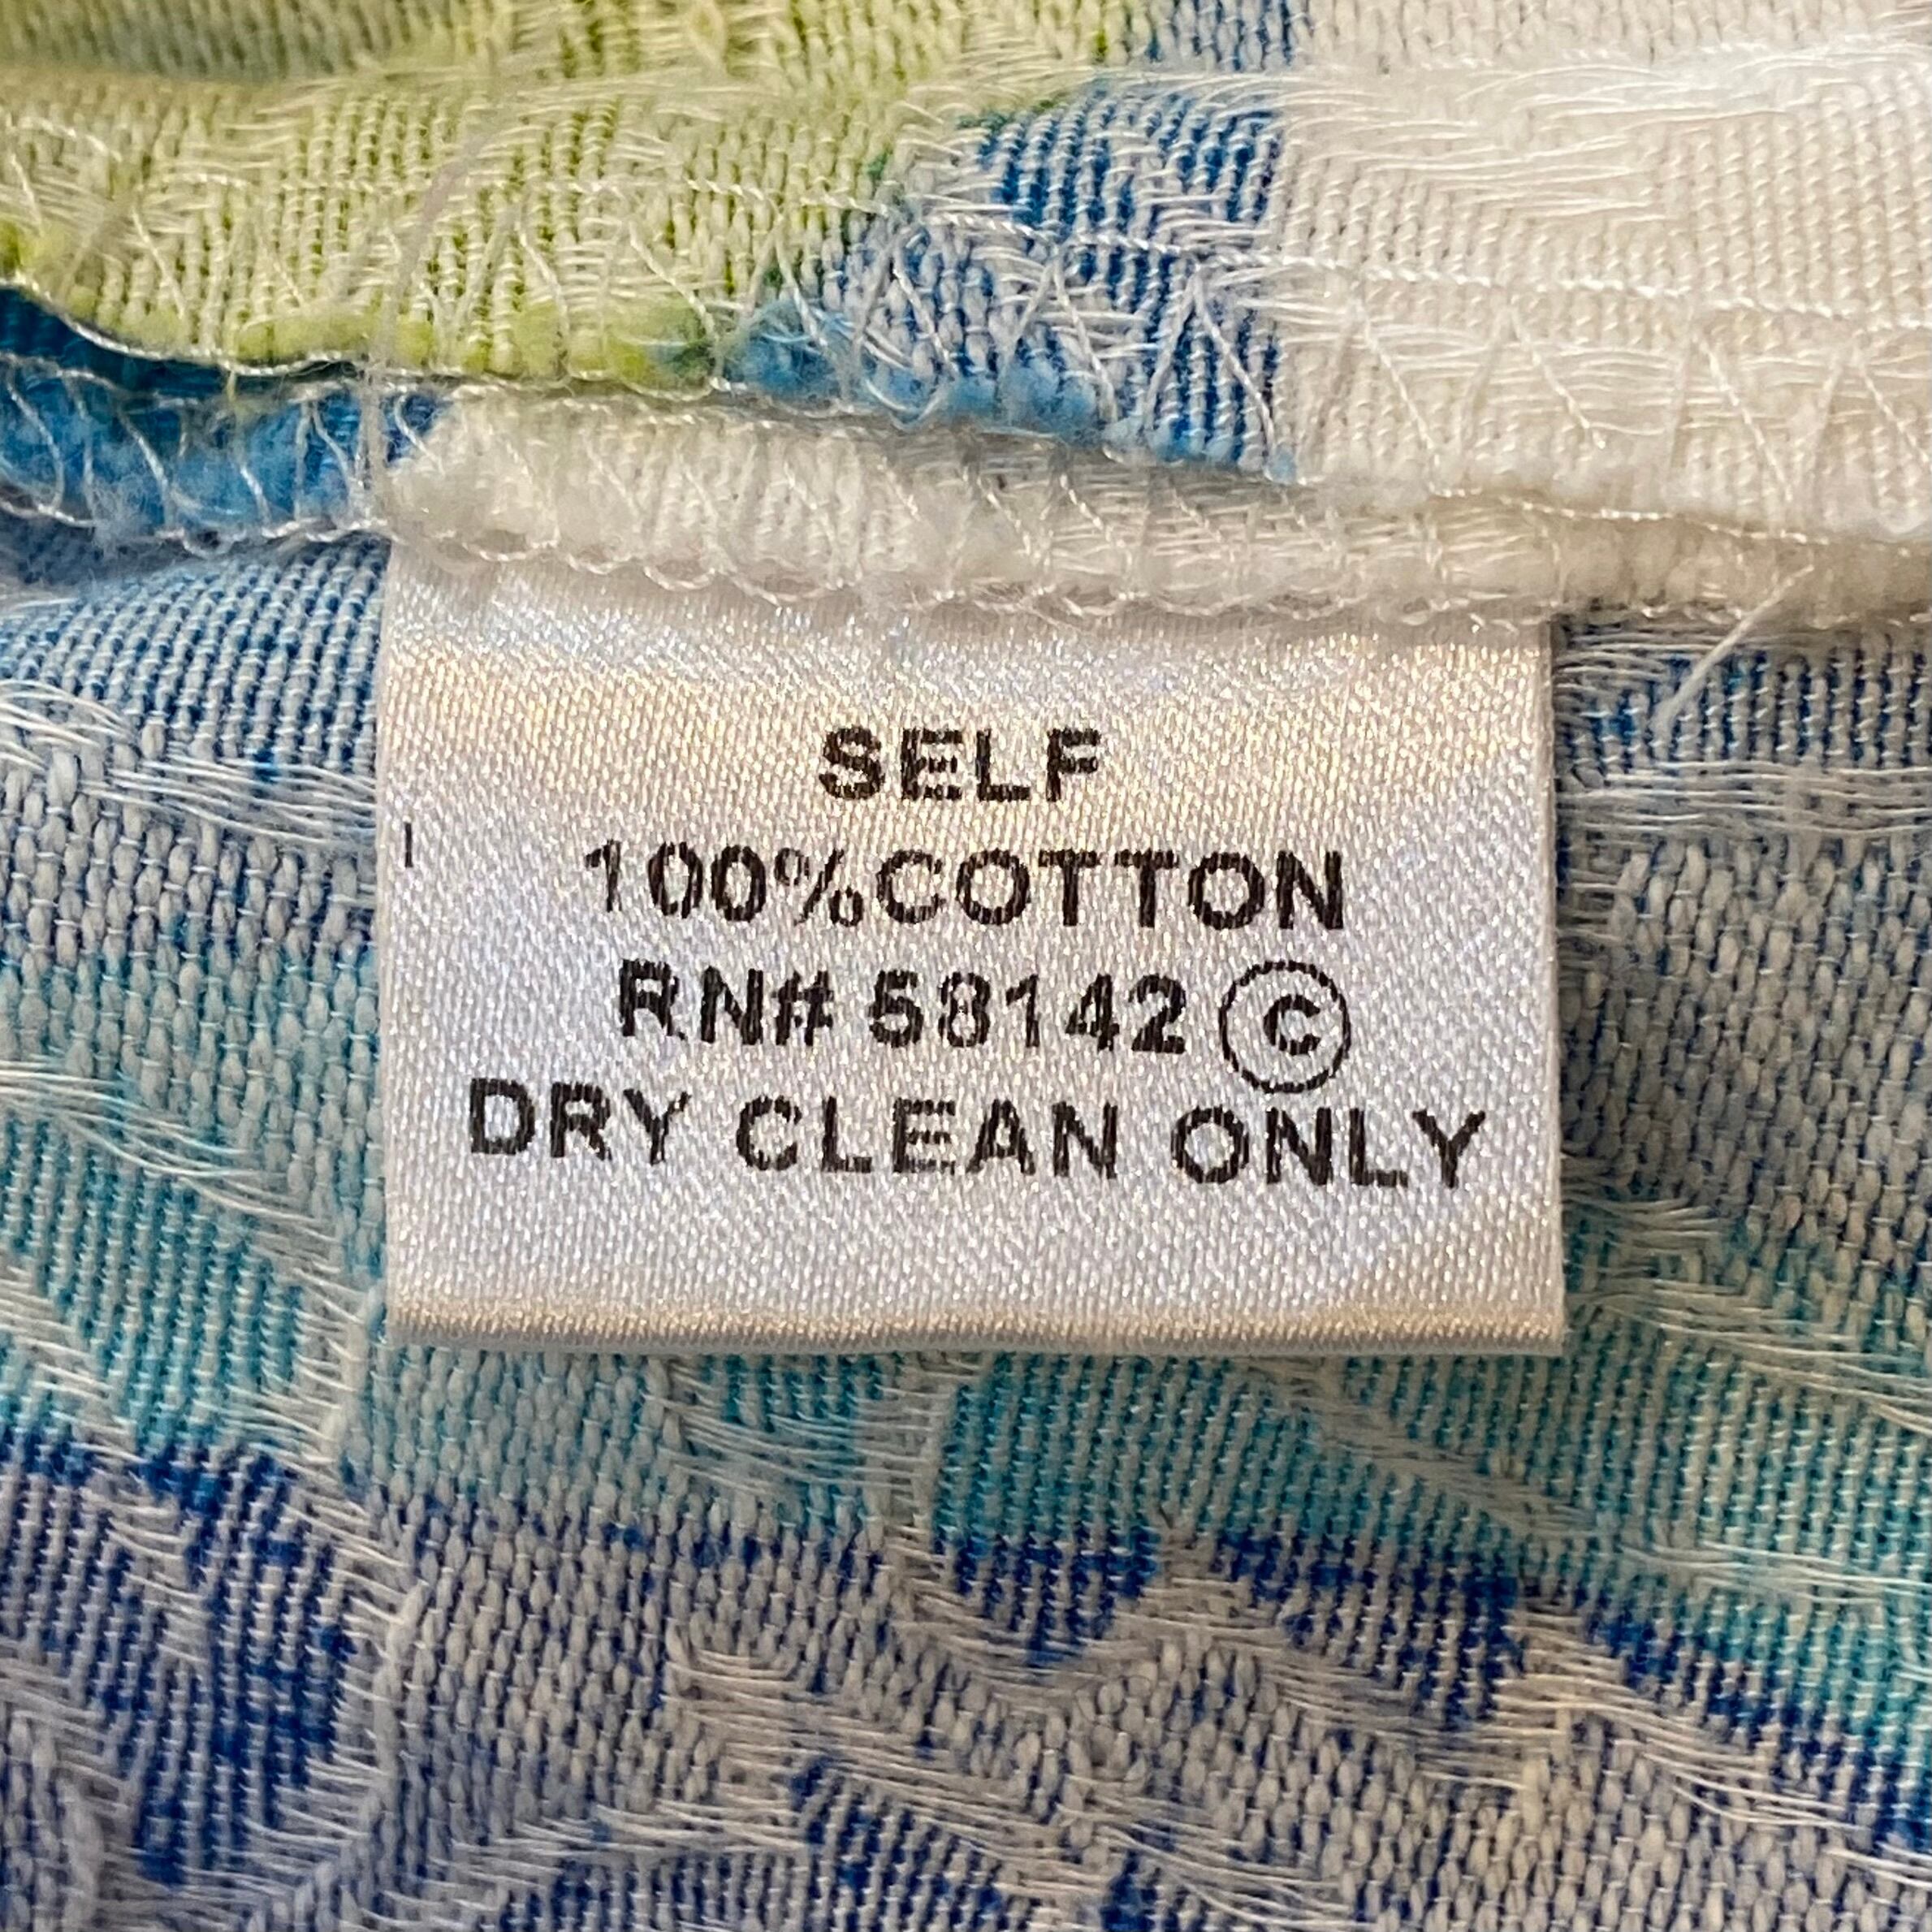 SELF
100%COTTON
RN# 58142 ©
DRY CLEAN ONLY